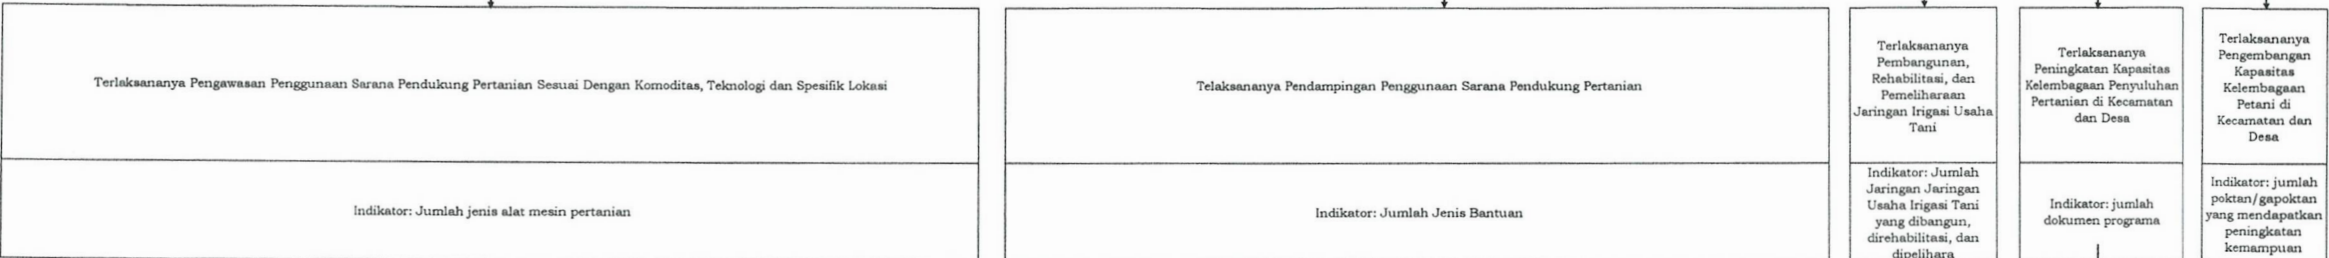 Terlaksananya Pengawasan Penggunaan Sarana Pendukung Pertanian Sesuai Dengan Komoditas, Teknologi dan Spesifik Lokasi
Indikator: Jumlah jenis alat mesin pertanian
Telaksananya Pendampingan Penggunaan Sarana Pendukung Pertanian
Indikator: Jumlah Jenis Bantuan
Terlaksananya
Pembangunan,
Rehabilitasi, dan
Pemeliharaan
Jaringan Irigasi Usaha
Tani
Indikator: Jumlah
Jaringan Jaringan
Usaha Irigasi Tani
yang dibangun,
direhabilitasi, dan
dipelihara
Terlaksananya
Peningkatan Kapasitas
Kelembagaan Penyuluhan
Pertanian di Kecamatan
dan Desa
Indikator: jumlah
dokumen programa
Terlaksananya
Pengembangan
Kapasitas
Kelembagaan
Petani di
Kecamatan dan
Desa
Indikator: jumlah
poktan/gapoktan
yang mendapatkan
peningkatan
kemampuan